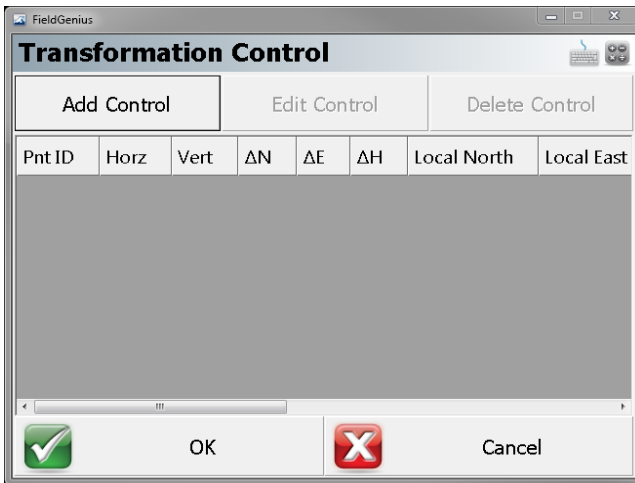 FieldGenius
Transformation Control
Add Control Edit Control Delete Control
Pnt ID Horz Vert ΔN ΔE ΔH Local North Local East
OK Cancel